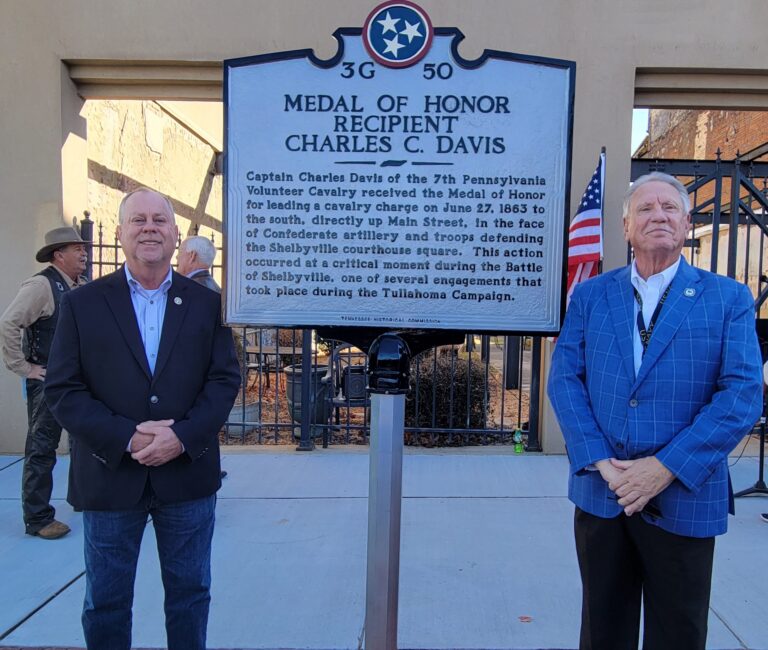 3G 50
MEDAL OF HONOR
RECIPIENT
CHARLES C. DAVIS
Captain Charles Davis of the 7th Pennsylvania
Volunteer Cavalry received the Medal of Honor
for leading a cavalry charge on June 27, 1863 to
the south, directly up Main Street, in the face
of Confederate artillery and troops defending
the Shelbyville courthouse square. This action
occurred at a critical moment during the Battle
of Shelbyville, one of several engagements that
took place during the Tullahoma Campaign.
TENNESSEE HISTORICAL COMMISSION